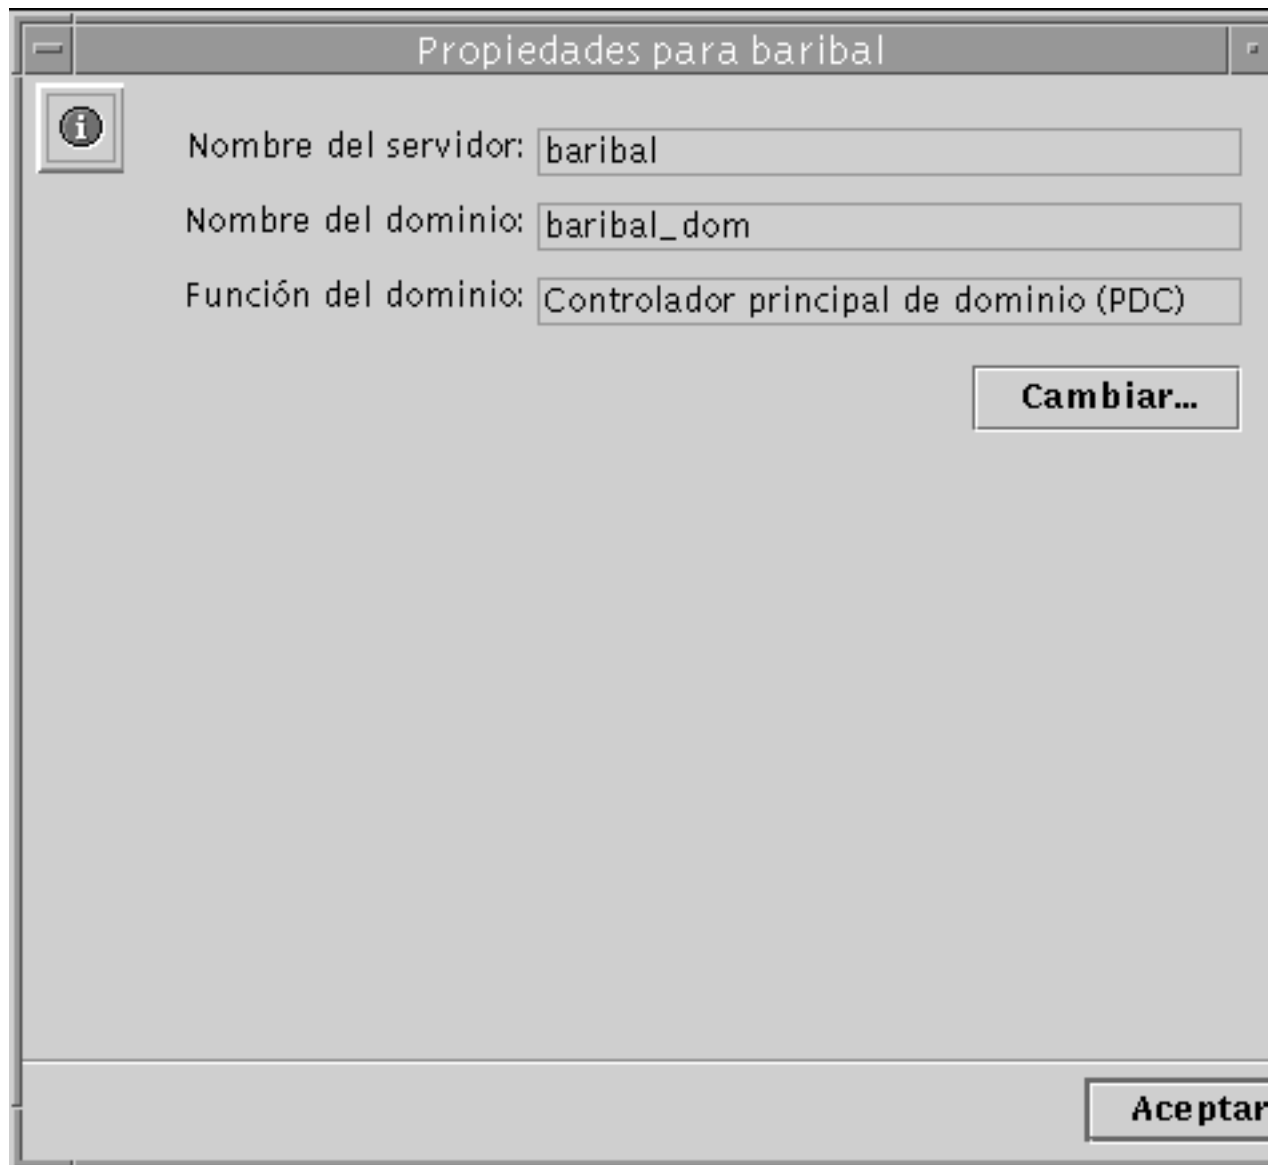 Propiedades para baribal
Nombre del servidor: baribal
Nombre del dominio: baribal_dom
Función del dominio: Controlador principal de dominio (PDC)
Cambiar...
Aceptar